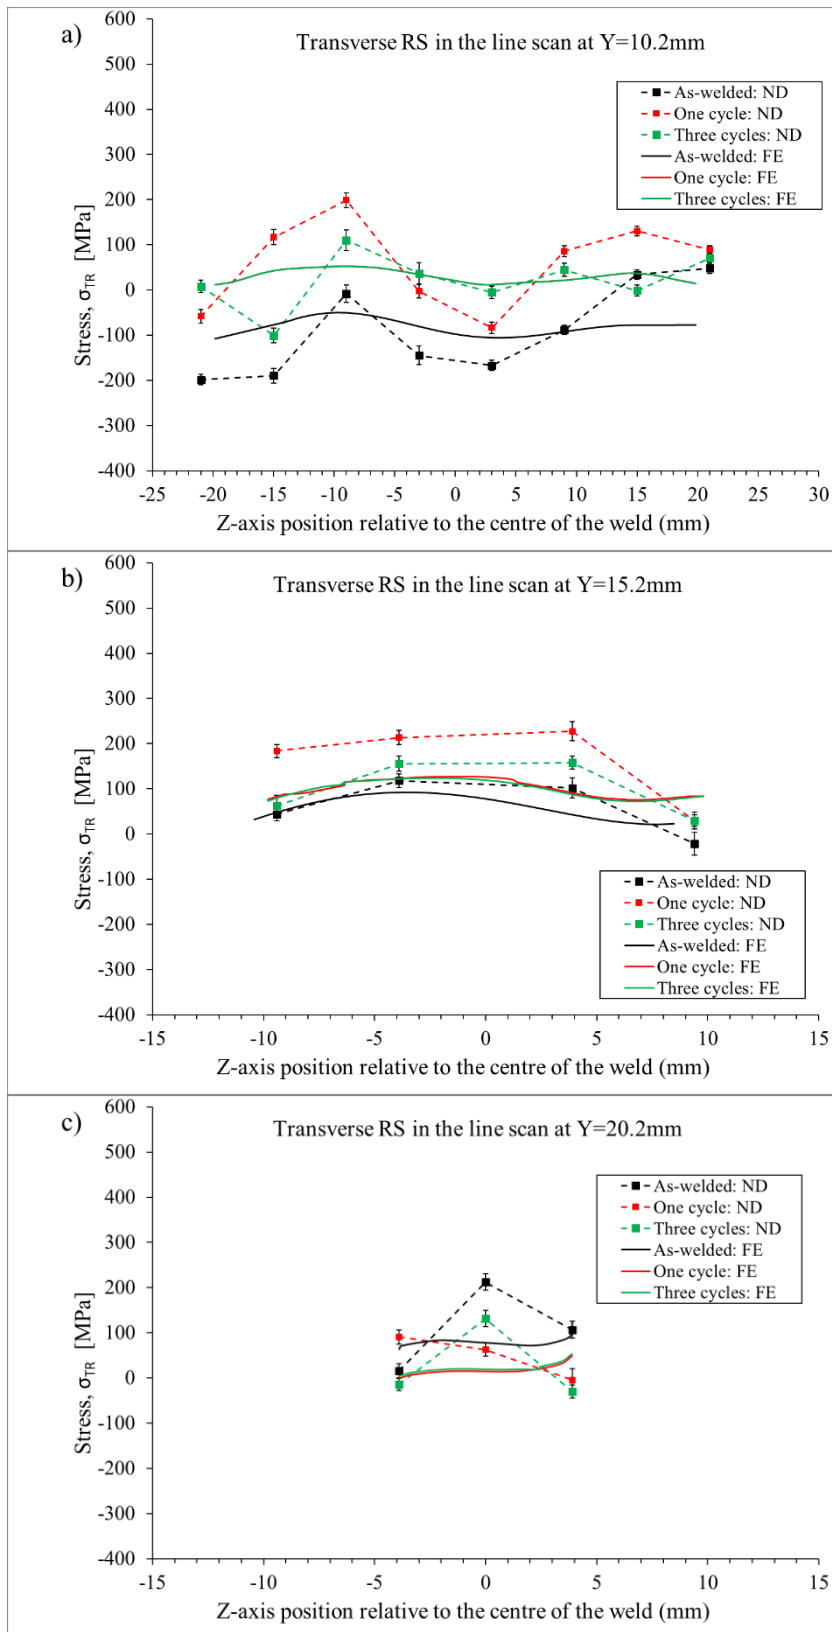 a)
Transverse RS in the line scan at Y=10.2mm
600
500
400
300
200
100
0
-100
-200
-300
-400
Stress, σTR [MPa]
As-welded: ND
One cycle: ND
Three cycles: ND
As-welded: FE
One cycle: FE
Three cycles: FE
-25 -20 -15 -10 -5 0 5 10 15 20 25 30
Z-axis position relative to the centre of the weld (mm)
b)
Transverse RS in the line scan at Y=15.2mm
600
500
400
300
200
100
0
-100
-200
-300
-400
Stress, σTR [MPa]
As-welded: ND
One cycle: ND
Three cycles: ND
As-welded: FE
One cycle: FE
Three cycles: FE
-15 -10 -5 0 5 10 15
Z-axis position relative to the centre of the weld (mm)
c)
Transverse RS in the line scan at Y=20.2mm
600
500
400
300
200
100
0
-100
-200
-300
-400
Stress, σTR [MPa]
As-welded: ND
One cycle: ND
Three cycles: ND
As-welded: FE
One cycle: FE
Three cycles: FE
-15 -10 -5 0 5 10 15
Z-axis position relative to the centre of the weld (mm)